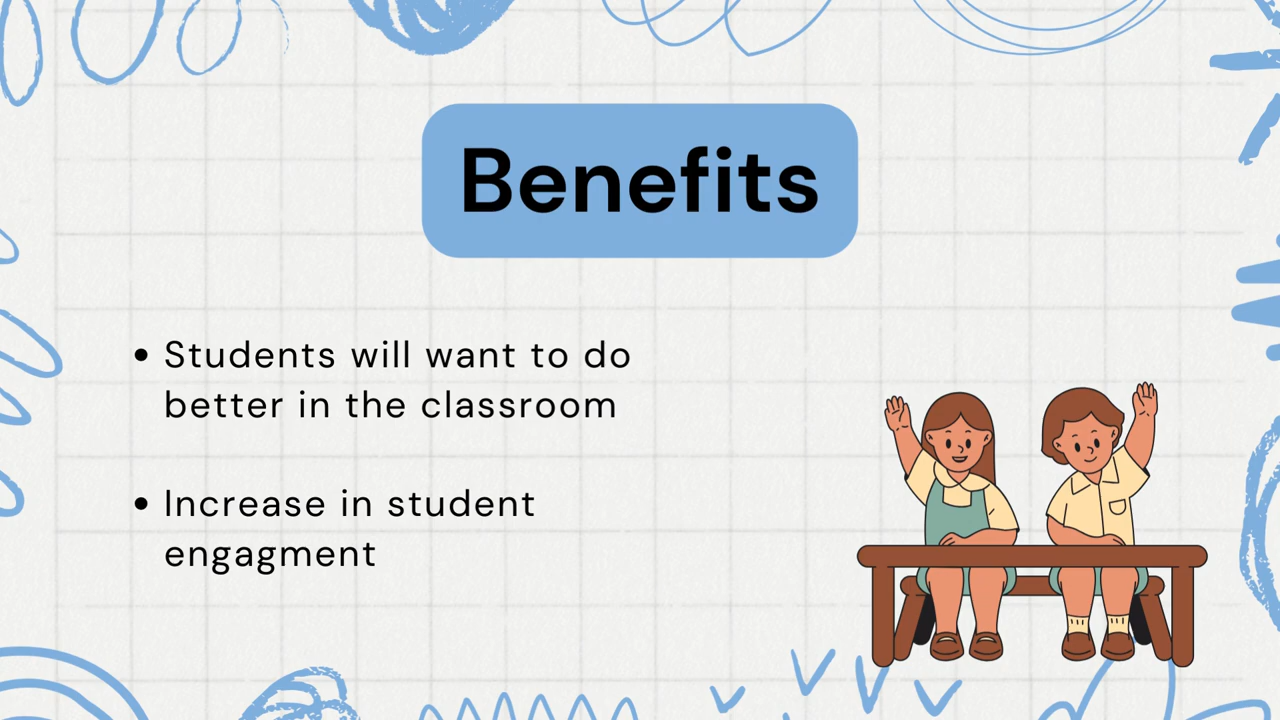 Benefits
• Students will want to do
better in the classroom
• Increase in student
engagment